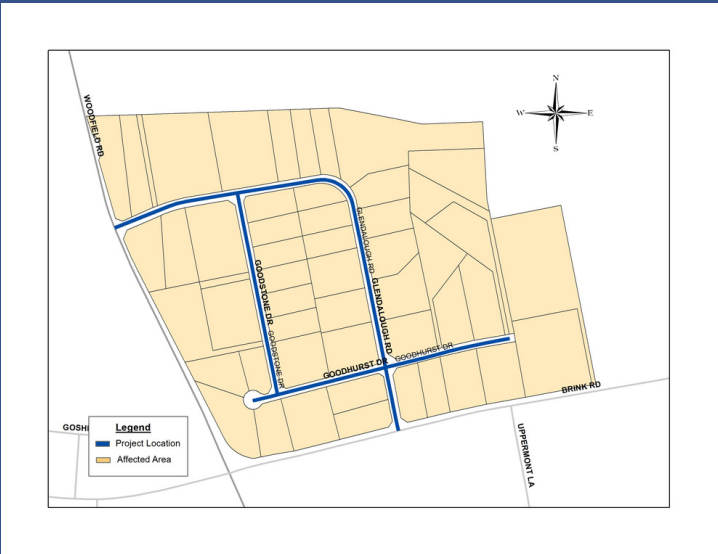 N
W
E
S
WOODFIELD RD
GLENDALOUGH RD
GOODSTONE DR
GLENDALOUGH RD
GOODSTONE DR
GOODHURST DR
GOODHURST DR
BRINK RD
GOSH
UPPERMONT LA
Legend
Project Location
Affected Area